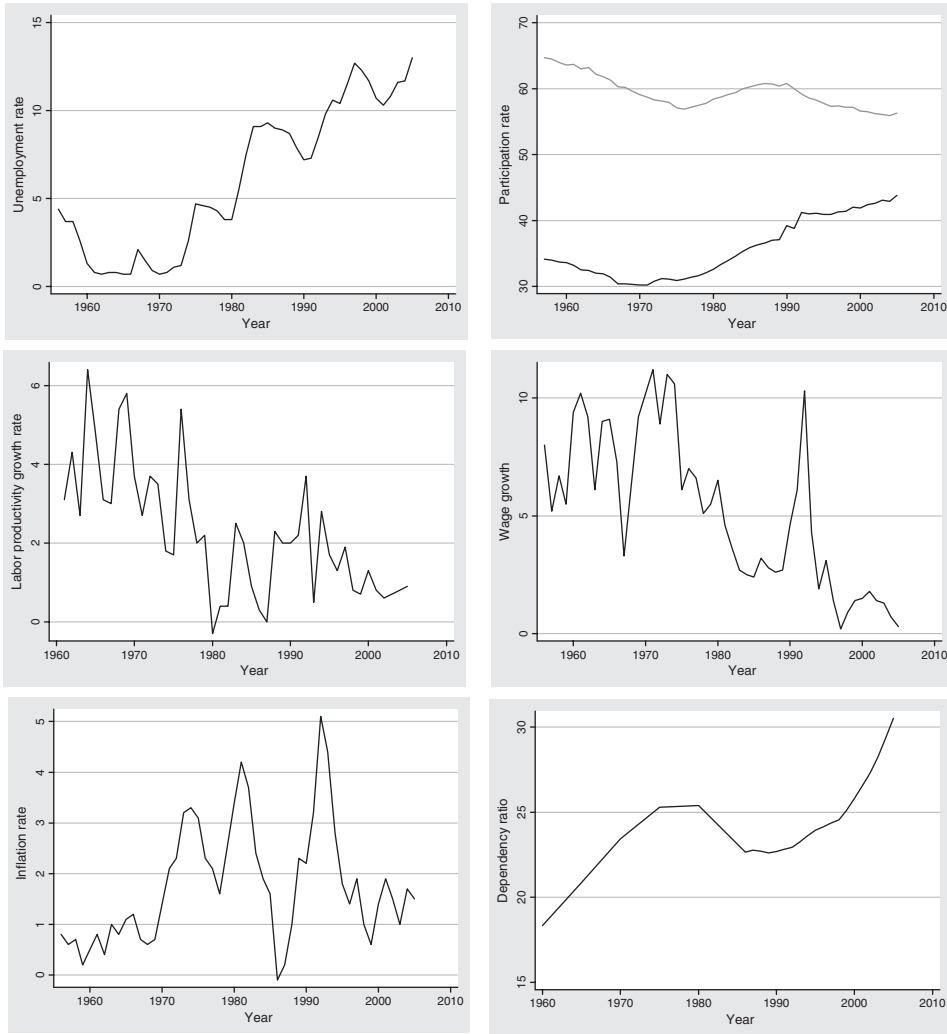 Unemployment rate
15
10
5
0
1960 1970 1980 1990 2000 2010
Year
Participation rate
70
60
50
40
30
1960 1970 1980 1990 2000 2010
Year
Labor productivity growth rate
6
4
2
0
1960 1970 1980 1990 2000 2010
Year
Wage growth
10
5
0
1960 1970 1980 1990 2000 2010
Year
Inflation rate
5
4
3
2
1
0
1960 1970 1980 1990 2000 2010
Year
Dependency ratio
30
25
20
15
1960 1970 1980 1990 2000 2010
Year